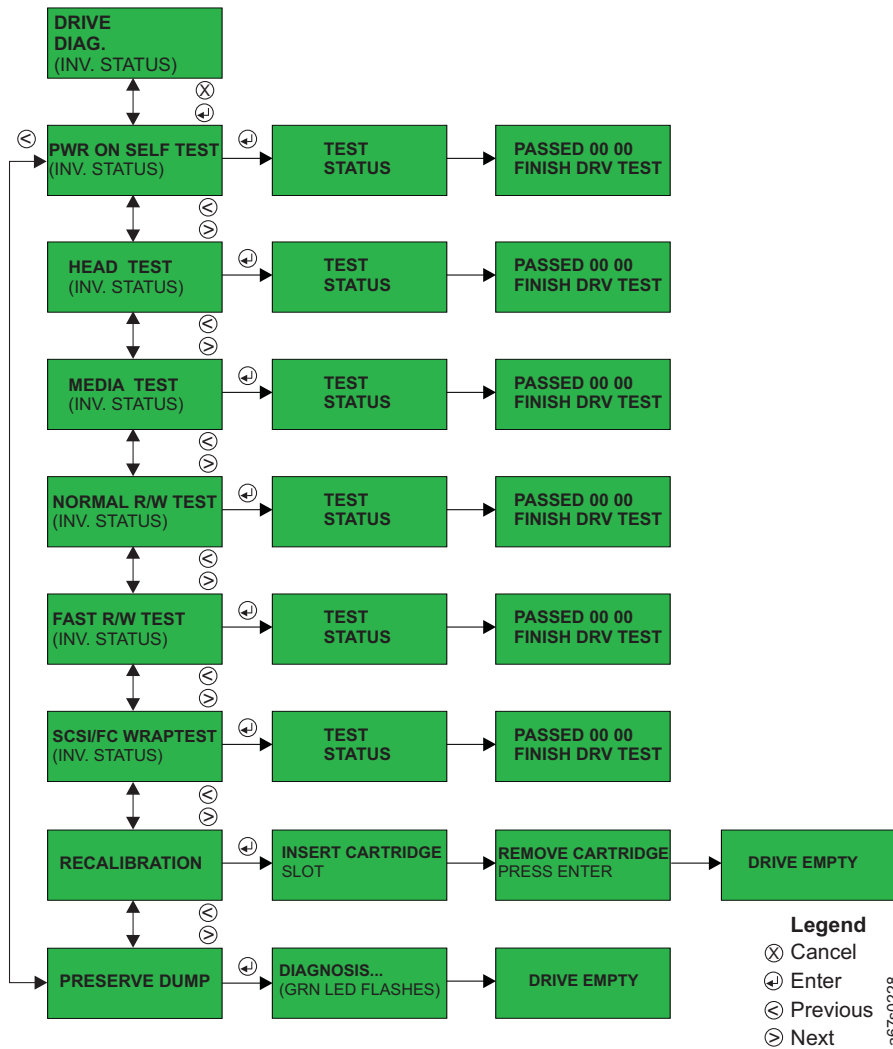 DRIVE
DIAG.
(INV. STATUS)
PWR ON SELF TEST
(INV. STATUS)
TEST
STATUS
PASSED 00 00
FINISH DRV TEST
HEAD TEST
(INV. STATUS)
TEST
STATUS
PASSED 00 00
FINISH DRV TEST
MEDIA TEST
(INV. STATUS)
TEST
STATUS
PASSED 00 00
FINISH DRV TEST
NORMAL R/W TEST
(INV. STATUS)
TEST
STATUS
PASSED 00 00
FINISH DRV TEST
FAST R/W TEST
(INV. STATUS)
TEST
STATUS
PASSED 00 00
FINISH DRV TEST
SCSI/FC WRAPTEST
(INV. STATUS)
TEST
STATUS
PASSED 00 00
FINISH DRV TEST
RECALIBRATION
INSERT CARTRIDGE
SLOT
REMOVE CARTRIDGE
PRESS ENTER
DRIVE EMPTY
PRESERVE DUMP
DIAGNOSIS...
(GRN LED FLASHES)
DRIVE EMPTY
Legend
Cancel
Enter
Previous
Next